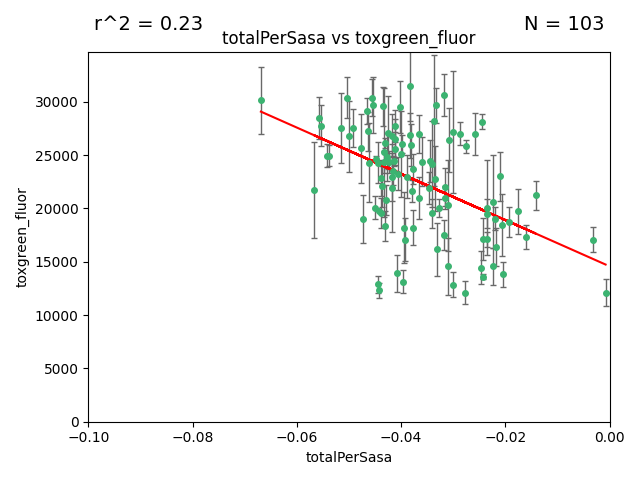 r^2 = 0.23 N = 103
totalPerSasa vs toxgreen_fluor
30000
25000
20000
15000
10000
5000
0
toxgreen_fluor
−0.10 −0.08 −0.06 −0.04 −0.02 0.00
totalPerSasa